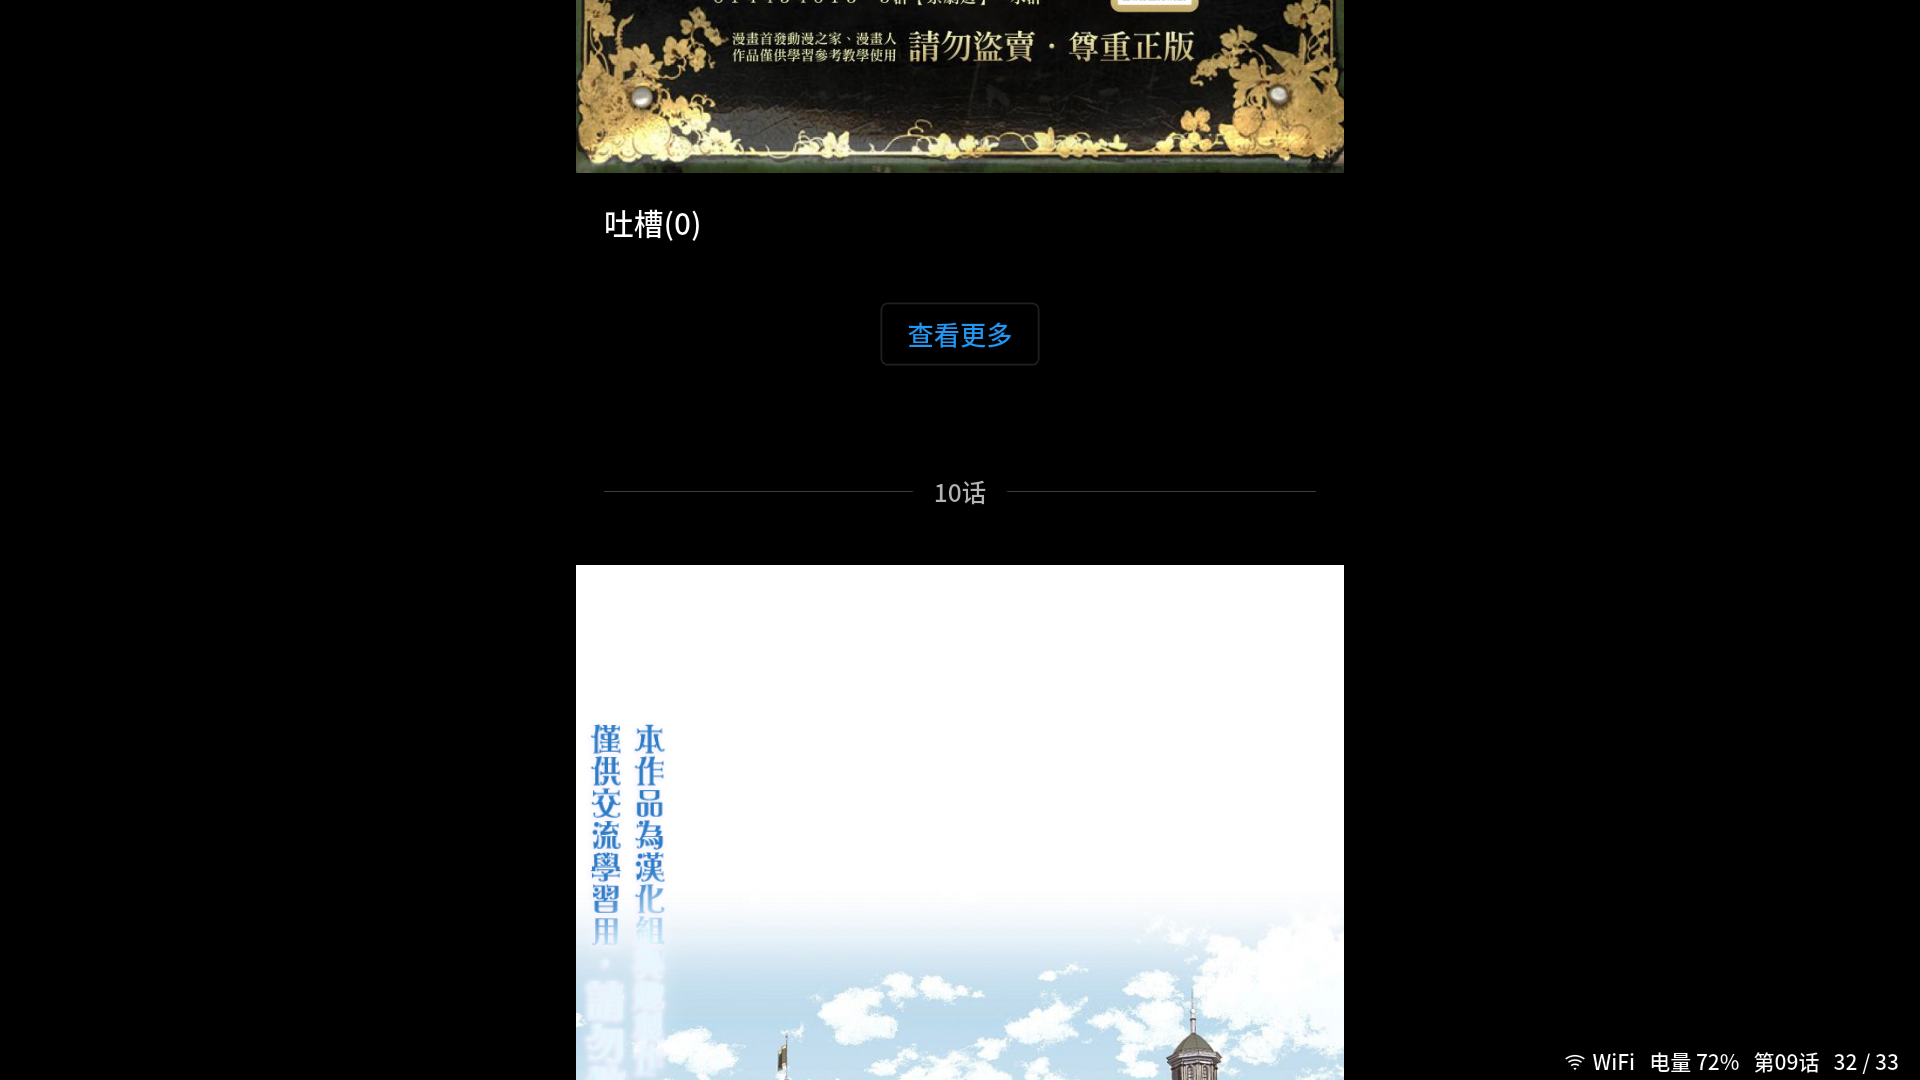 漫畫首發動漫之家、漫畫人
作品僅供學習參考教學使用
請勿盜賣·尊重正版
吐槽(0)
查看更多
10话
本作品為漢化組
僅供交流學習用·請勿
WiFi 电量 72% 第09话 32 / 33